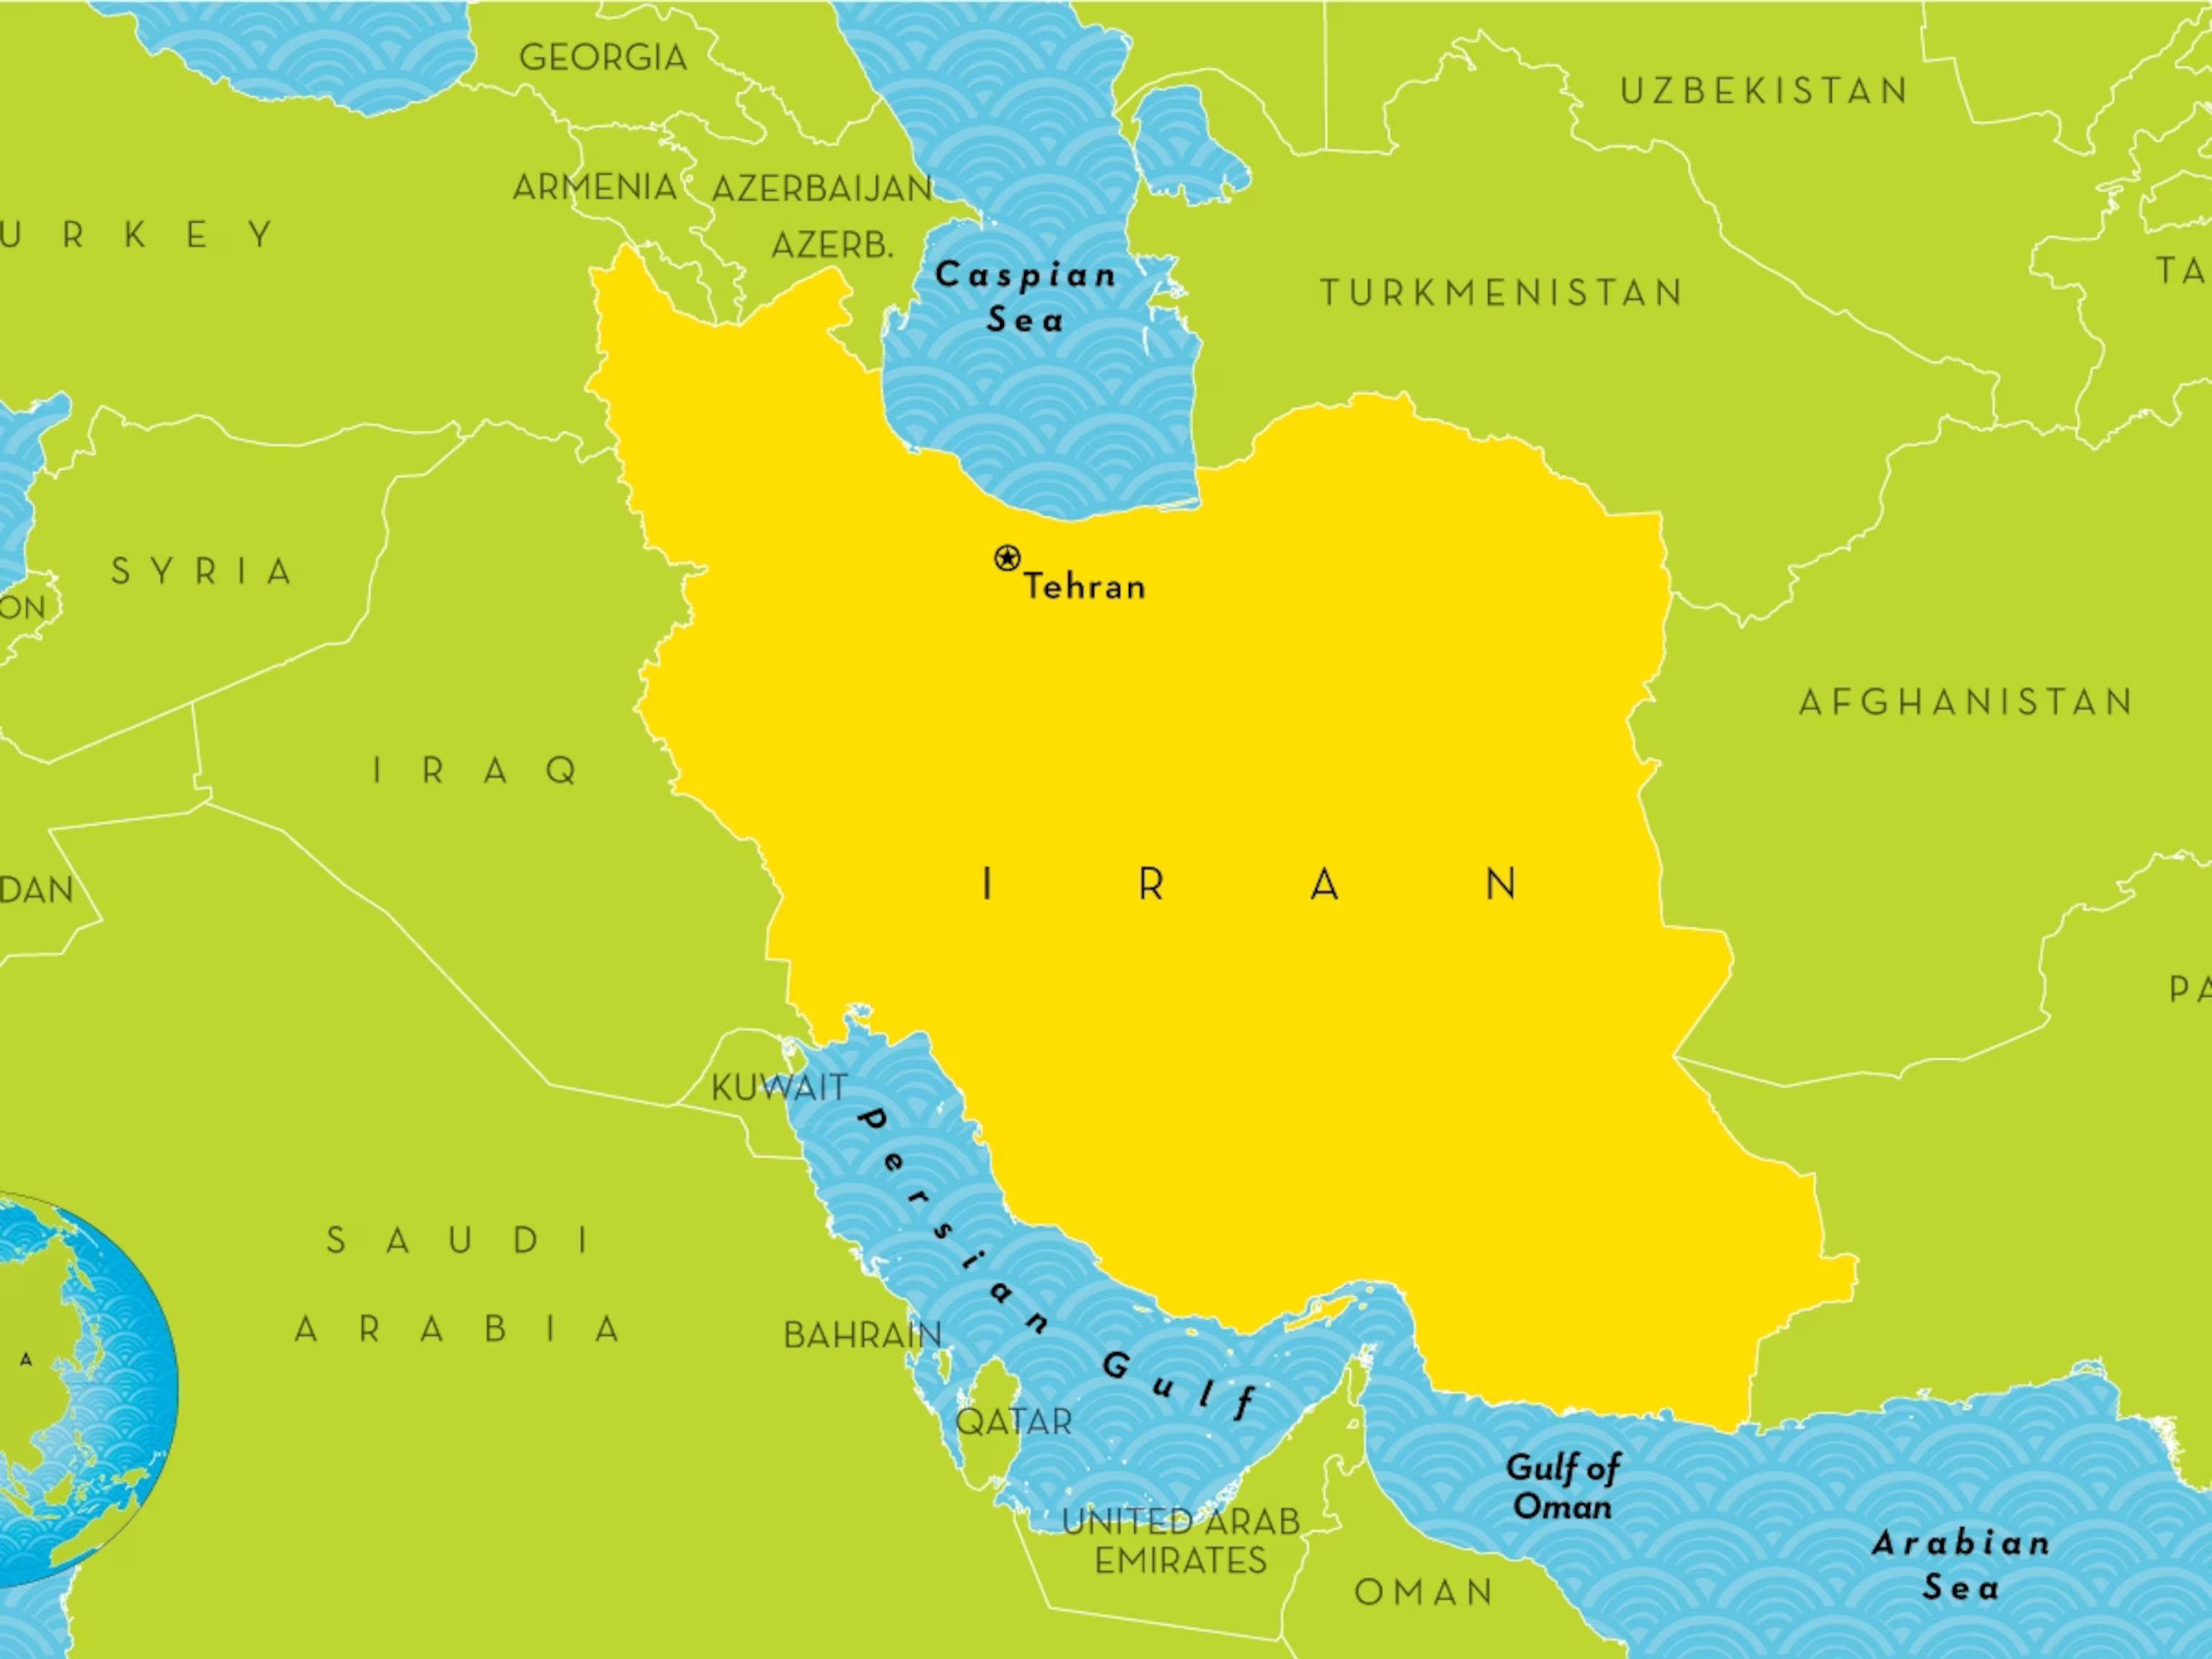 GEORGIA
UZBEKISTAN
ARMENIA
AZERBAIJAN
URKEY
AZERB.
Caspian
Sea
TURKMENISTAN
TA
Tehran
SYRIA
ON
AFGHANISTAN
IRAQ
IRAN
DAN
PA
KUWAIT
Persian Gulf
SAUDI
ARABIA
BAHRAIN
A
QATAR
Gulf of
Oman
UNITED ARAB
EMIRATES
Arabian
Sea
OMAN